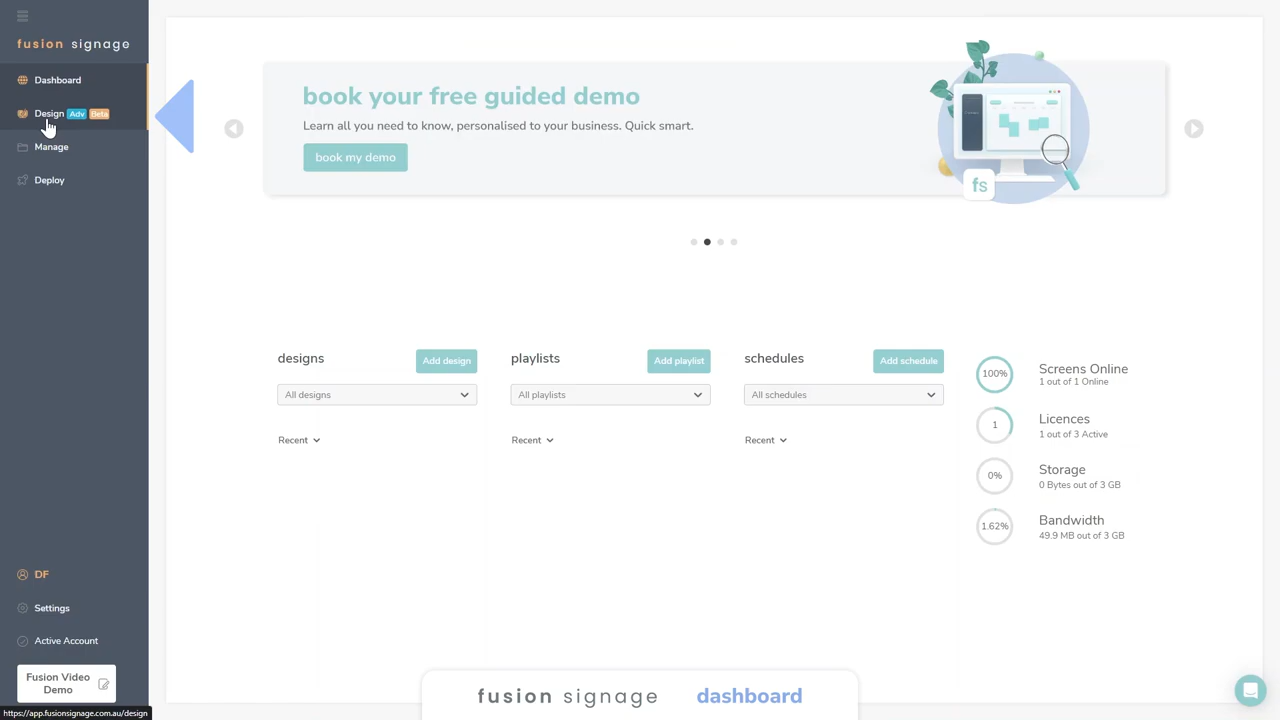 fusion signage
Dashboard
Design Adv Beta
Manage
Deploy
book your free guided demo
Learn all you need to know, personalised to your business. Quick smart.
book my demo
fs
designs
Add design
All designs
Recent
playlists
Add playlist
All playlists
Recent
schedules
Add schedule
All schedules
Recent
100%
Screens Online
1 out of 1 Online
1
Licences
1 out of 3 Active
0%
Storage
0 Bytes out of 3 GB
1.62%
Bandwidth
49.9 MB out of 3 GB
DF
Settings
Active Account
Fusion Video
Demo
https://app.fusionsignage.com.au/design
fusion signage dashboard